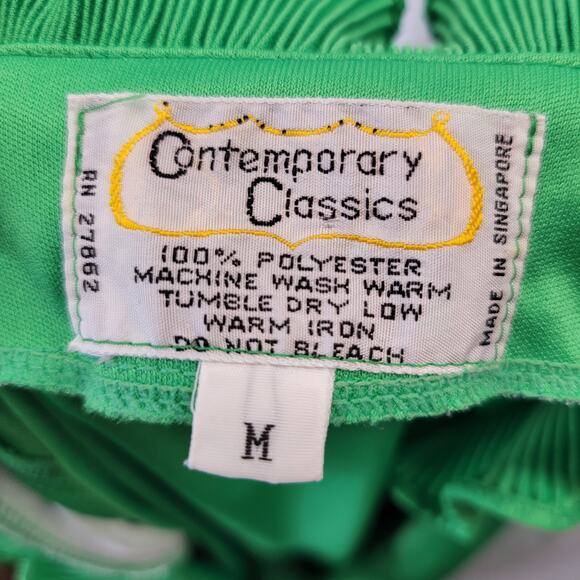 Contemporary
Classics
100% POLYESTER
MACHINE WASH WARM
TUMBLE DRY LOW
WARM IRON
DO NOT BLEACH
RN 27862
MADE IN SINGAPORE
M